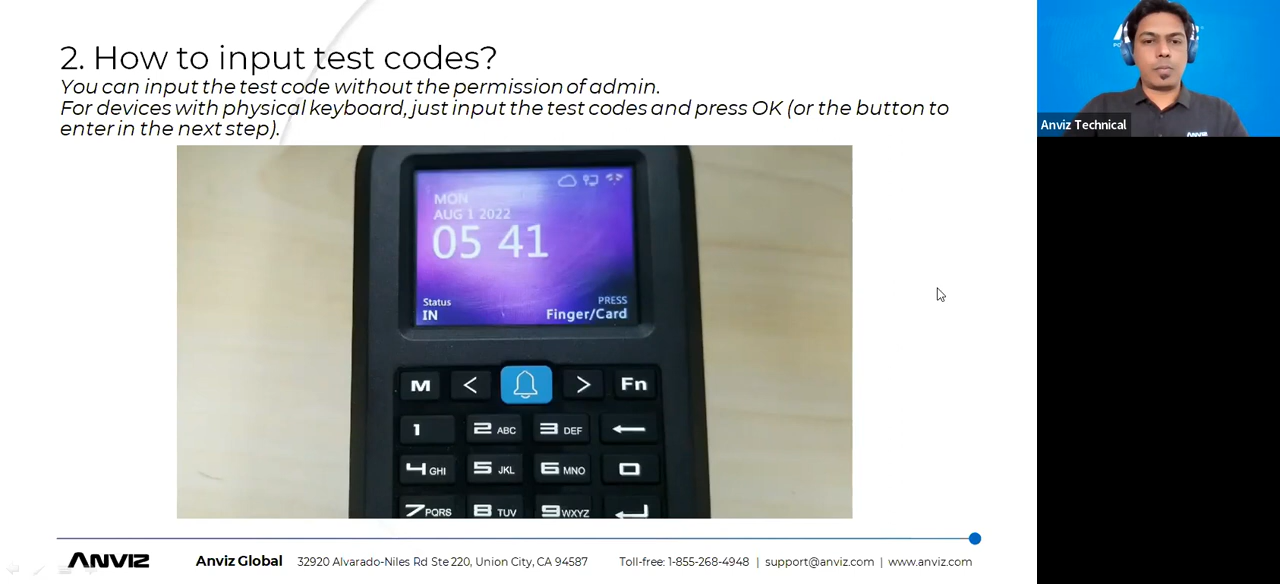 2. How to input test codes?
You can input the test code without the permission of admin.
For devices with physical keyboard, just input the test codes and press OK (or the button to
enter in the next step).
Anviz Technical
MON
AUG 1 2022
05 41
Status
IN
PRESS
Finger/Card
M < > Fn
1 2 ABC 3 DEF ←
4 GHI 5 JKL 6 MNO 0
7 PQRS 8 TUV 9 WXYZ
ANVIZ Anviz Global 32920 Alvarado-Niles Rd Ste 220, Union City, CA 94587 Toll-free: 1-855-268-4948 | support@anviz.com | www.anviz.com